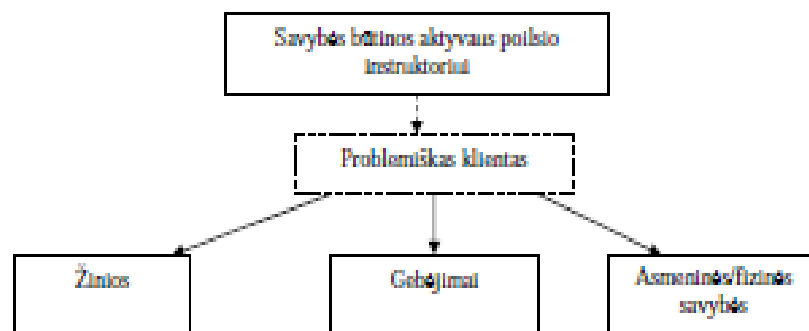 Savybės būtinos aktyvaus poilsio
instruktoriui
Problemiškas klientas
Žinios
Gebėjimai
Asmeninės/fizinės
savybės